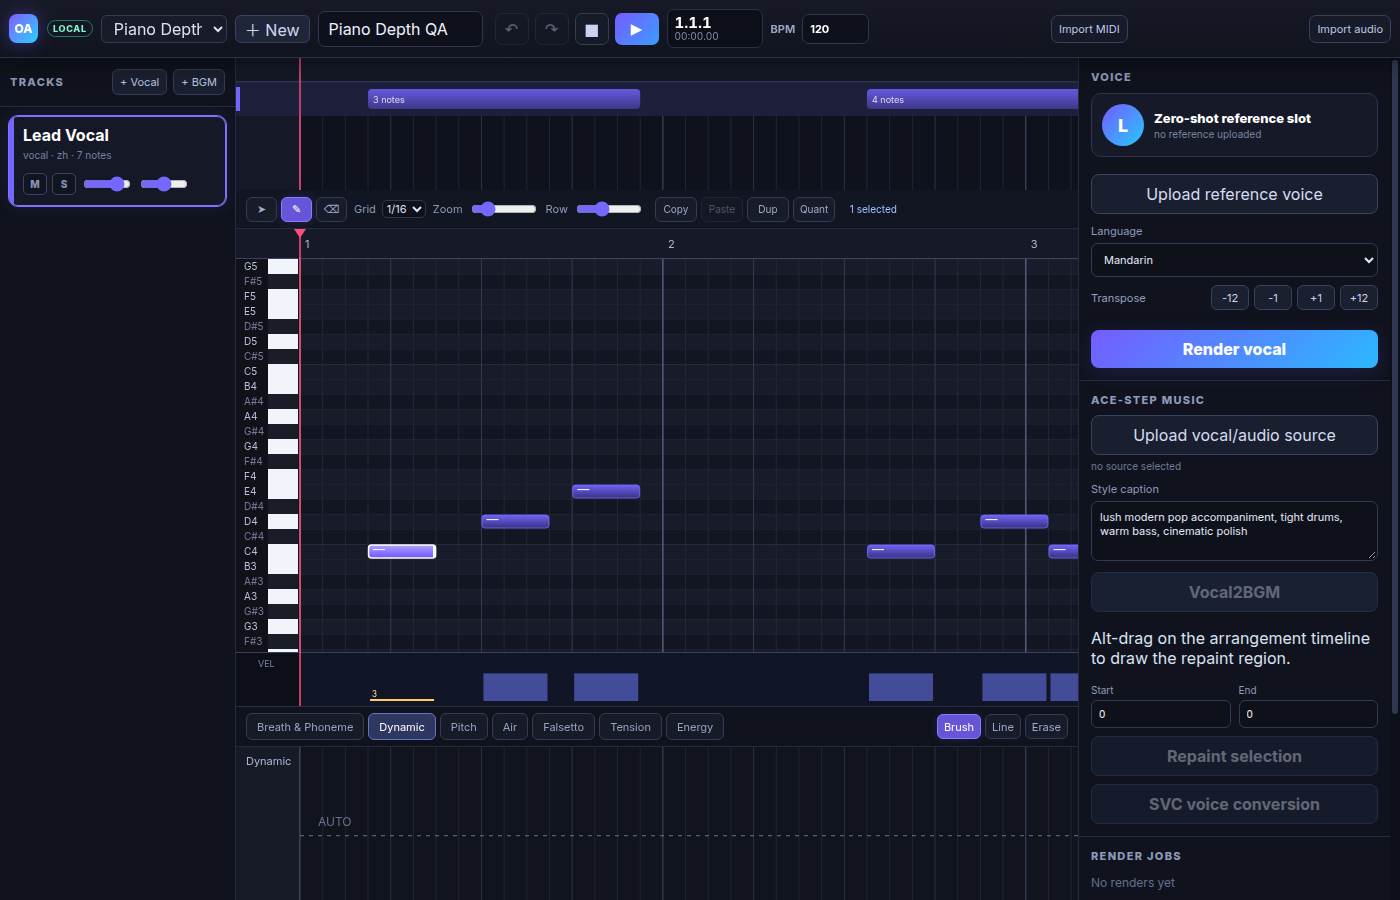 OA
LOCAL
Piano Depth
+ New
Piano Depth QA
1.1.1
00:00.00
BPM
120
Import MIDI
Import audio
TRACKS
+ Vocal
+ BGM
Lead Vocal
vocal · zh · 7 notes
M
S
3 notes
4 notes
Grid
1/16
Zoom
Row
Copy
Paste
Dup
Quant
1 selected
1
2
3
G5
F#5
F5
E5
D#5
D5
C#5
C5
B4
A#4
A4
G#4
G4
F#4
F4
E4
D#4
D4
C#4
C4
B3
A#3
A3
G#3
G3
F#3
VEL
3
Breath & Phoneme
Dynamic
Pitch
Air
Falsetto
Tension
Energy
Brush
Line
Erase
Dynamic
AUTO
VOICE
L
Zero-shot reference slot
no reference uploaded
Upload reference voice
Language
Mandarin
Transpose
-12
-1
+1
+12
Render vocal
ACE-STEP MUSIC
Upload vocal/audio source
no source selected
Style caption
lush modern pop accompaniment, tight drums,
warm bass, cinematic polish
Vocal2BGM
Alt-drag on the arrangement timeline
to draw the repaint region.
Start
End
0
0
Repaint selection
SVC voice conversion
RENDER JOBS
No renders yet